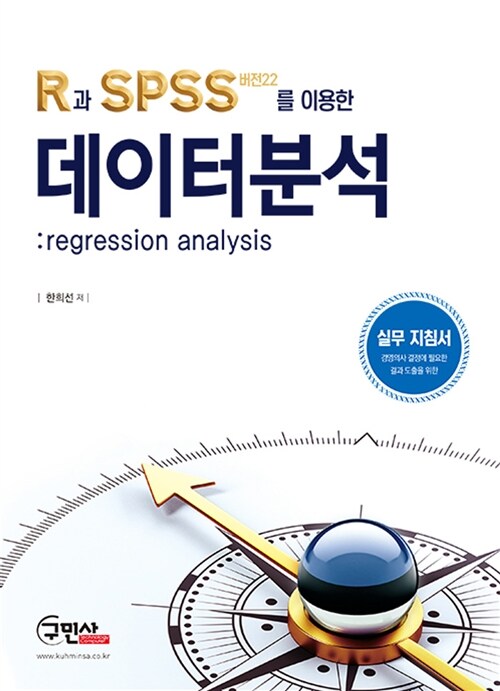 R과 SPSS 버전22를 이용한
데이터분석
:regression analysis
| 한희선 저 |
실무 지침서
경영의사 결정에 필요한
결과 도출을 위한
구민사
Technology
Computer
www.kuhminsa.co.kr